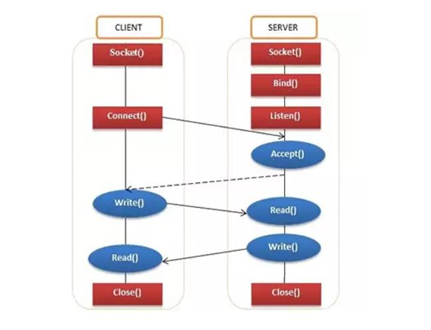 CLIENT
SERVER
Socket()
Socket()
Bind()
Connect()
Listen()
Accept()
Write()
Read()
Write()
Read()
Close()
Close()